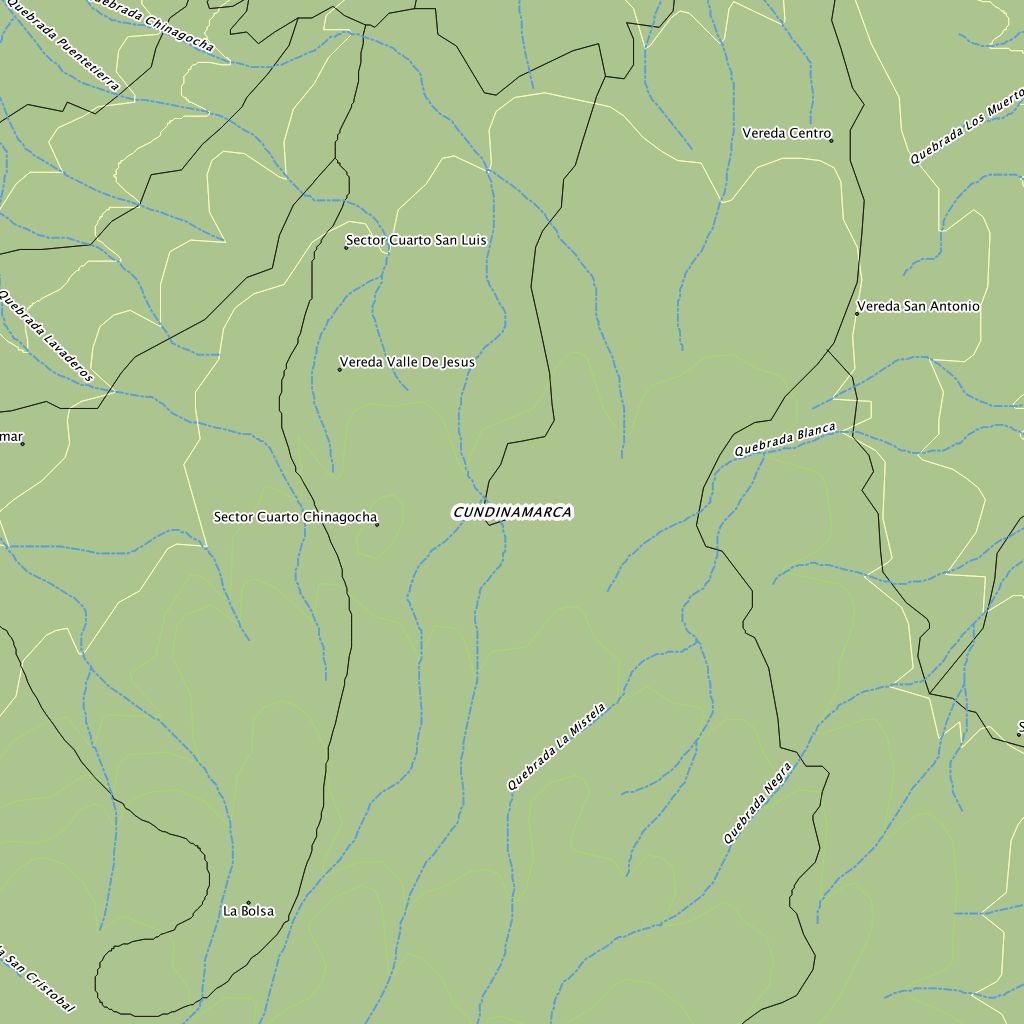 Quebrada Puentetierra
Quebrada Chinagocha
Vereda Centro
Quebrada Los Muerto
Sector Cuarto San Luis
Quebrada Lavaderos
Vereda San Antonio
Vereda Valle De Jesus
mar
Quebrada Blanca
Sector Cuarto Chinagocha
CUNDINAMARCA
Quebrada La Mistela
S
Quebrada Negra
La Bolsa
a San Cristobal